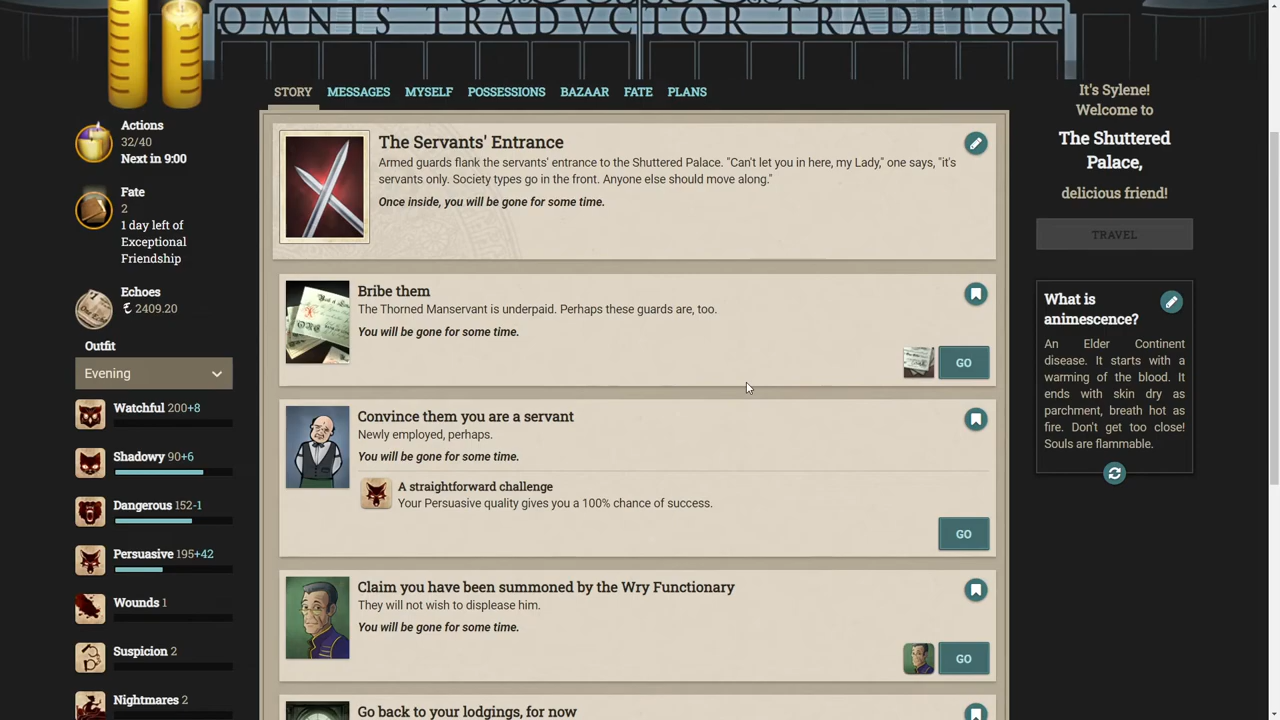 OMNIS TRADVCTOR TRADITOR
STORY MESSAGES MYSELF POSSESSIONS BAZAAR FATE PLANS
Actions
32/40
Next in 9:00
Fate
2
1 day left of
Exceptional
Friendship
Echoes
2409.20
Outfit
Evening
Watchful 200+8
Shadowy 90+6
Dangerous 152-1
Persuasive 195+42
Wounds 1
Suspicion 2
Nightmares 2
The Servants' Entrance
Armed guards flank the servants' entrance to the Shuttered Palace. "Can't let you in here, my Lady," one says, "it's
servants only. Society types go in the front. Anyone else should move along."
Once inside, you will be gone for some time.
Bribe them
The Thorned Manservant is underpaid. Perhaps these guards are, too.
You will be gone for some time.
GO
Convince them you are a servant
Newly employed, perhaps.
You will be gone for some time.
A straightforward challenge
Your Persuasive quality gives you a 100% chance of success.
GO
Claim you have been summoned by the Wry Functionary
They will not wish to displease him.
You will be gone for some time.
GO
Go back to your lodgings, for now
It's Sylene!
Welcome to
The Shuttered
Palace,
delicious friend!
TRAVEL
What is
animescence?
An Elder Continent
disease. It starts with a
warming of the blood. It
ends with skin dry as
parchment, breath hot as
fire. Don't get too close!
Souls are flammable.